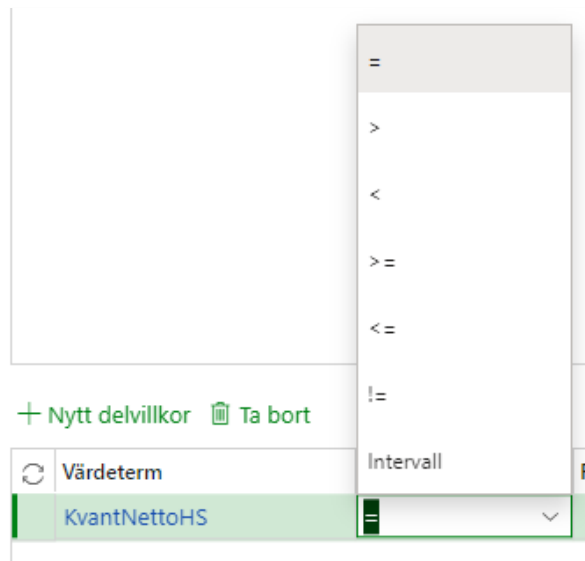 =
>
<
>=
<=
!=
Intervall
Nytt delvillkor Ta bort
Värdeterm
KvantNettoHS =